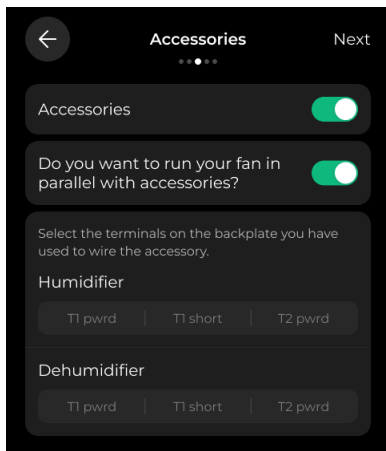 Accessories
Next
Accessories
Do you want to run your fan in
parallel with accessories?
Select the terminals on the backplate you have
used to wire the accessory.
Humidifier
T1 pwrd
T1 short
T2 pwrd
Dehumidifier
T1 pwrd
T1 short
T2 pwrd